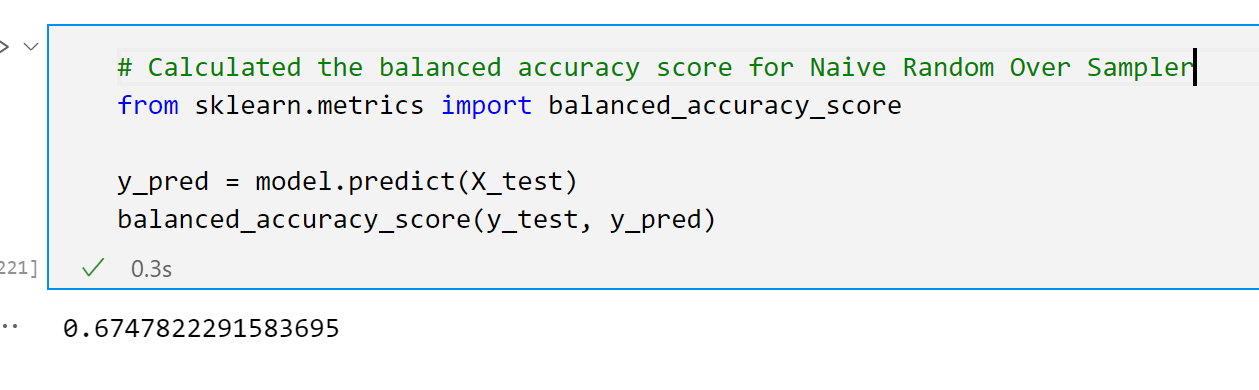 # Calculated the balanced accuracy score for Naive Random Over Sampler
from sklearn.metrics import balanced_accuracy_score
y_pred = model.predict(X_test)
balanced_accuracy_score(y_test, y_pred)
221] 0.3s
0.6747822291583695